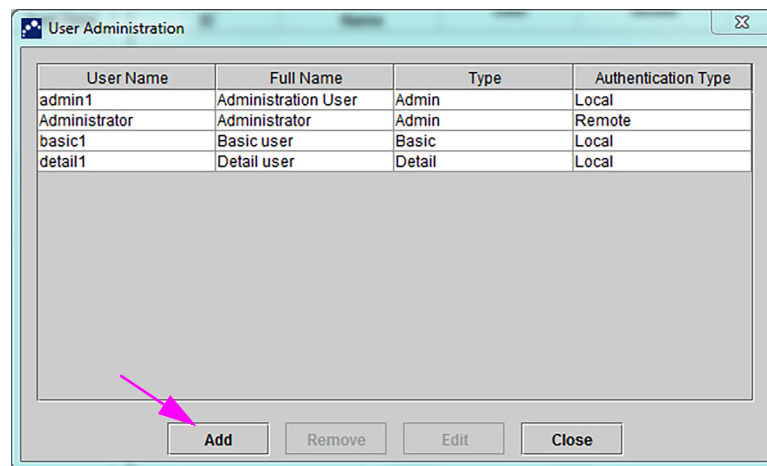 User Administration
User Name Full Name Type Authentication Type
admin1 Administration User Admin Local
Administrator Administrator Admin Remote
basic1 Basic user Basic Local
detail1 Detail user Detail Local
Add Remove Edit Close